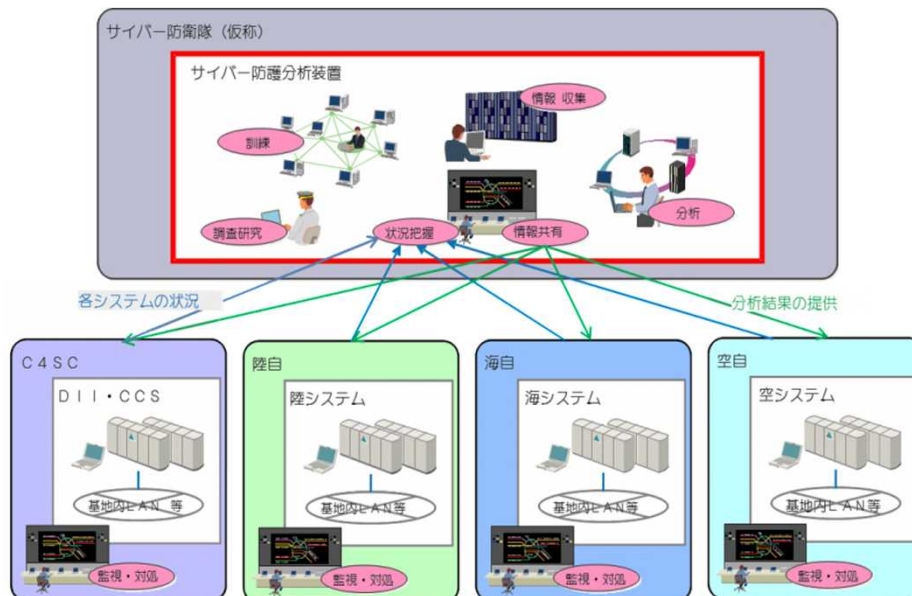 サイバー防衛隊（仮称）
サイバー防護分析装置
訓練
情報 収集
調査研究
状況把握
情報共有
分析
各システムの状況
分析結果の提供
Ｃ４ＳＣ
ＤＩＩ・ＣＣＳ
基地内ＬＡＮ 等
監視・対処
陸自
陸システム
基地内ＬＡＮ等
監視・対処
海自
海システム
基地内ＬＡＮ等
監視・対処
空自
空システム
基地内ＬＡＮ等
監視・対処